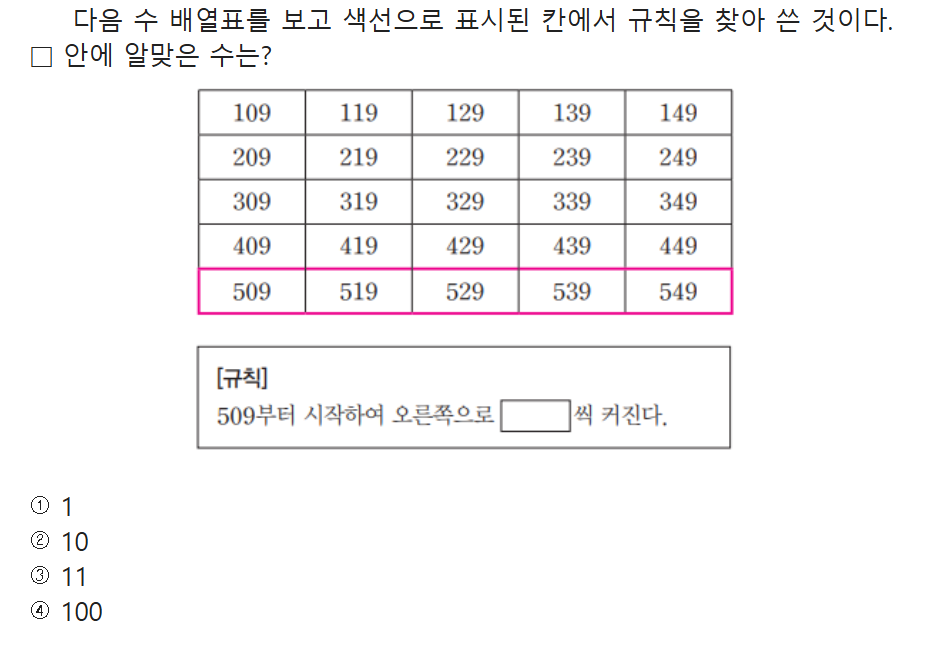 다음 수 배열표를 보고 색선으로 표시된 칸에서 규칙을 찾아 쓴 것이다.
□ 안에 알맞은 수는?
109 119 129 139 149
209 219 229 239 249
309 319 329 339 349
409 419 429 439 449
509 519 529 539 549
[규칙]
509부터 시작하여 오른쪽으로 □씩 커진다.
① 1
② 10
③ 11
④ 100